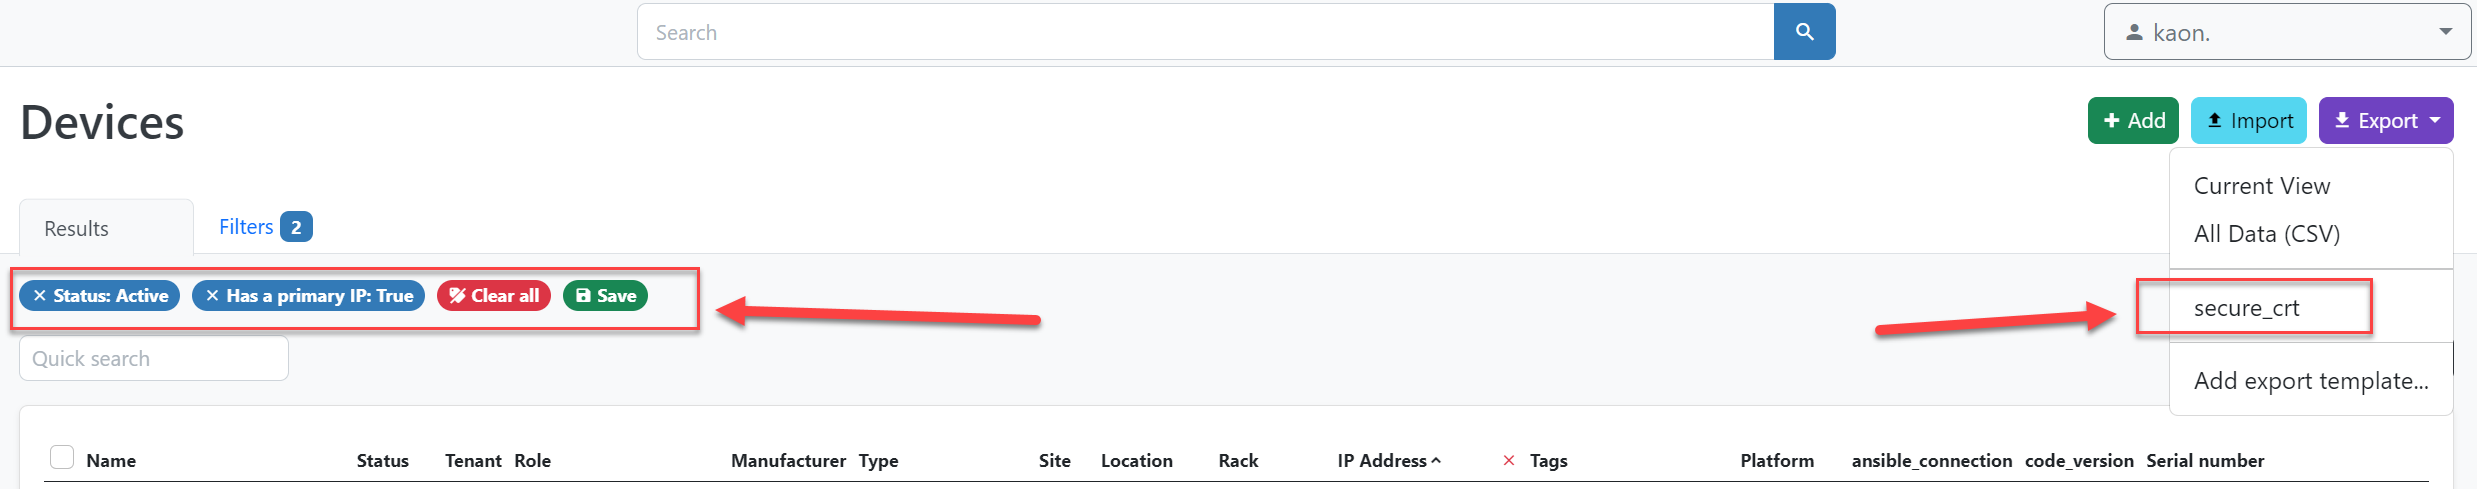 Search
kaon.
Devices
Add
Import
Export
Current View
All Data (CSV)
secure_crt
Add export template...
Results
Filters 2
Status: Active
Has a primary IP: True
Clear all
Save
Quick search
Name Status Tenant Role Manufacturer Type Site Location Rack IP Address Tags Platform ansible_connection code_version Serial number